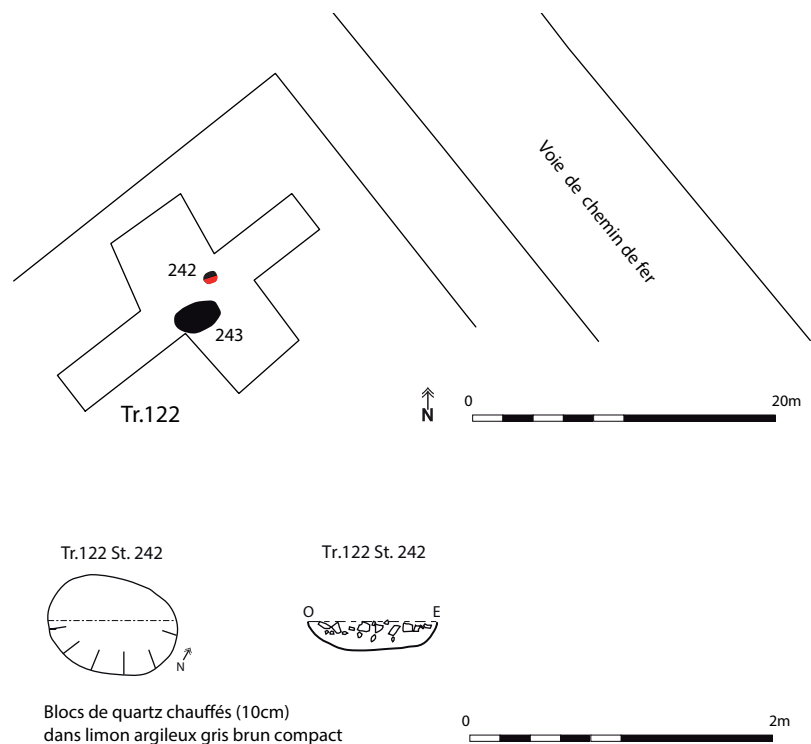 Voie de chemin de fer
242
243
Tr.122
N
0 20m
Tr.122 St. 242
Tr.122 St. 242
O E
N
Blocs de quartz chauffés (10cm)
dans limon argileux gris brun compact
0 2m